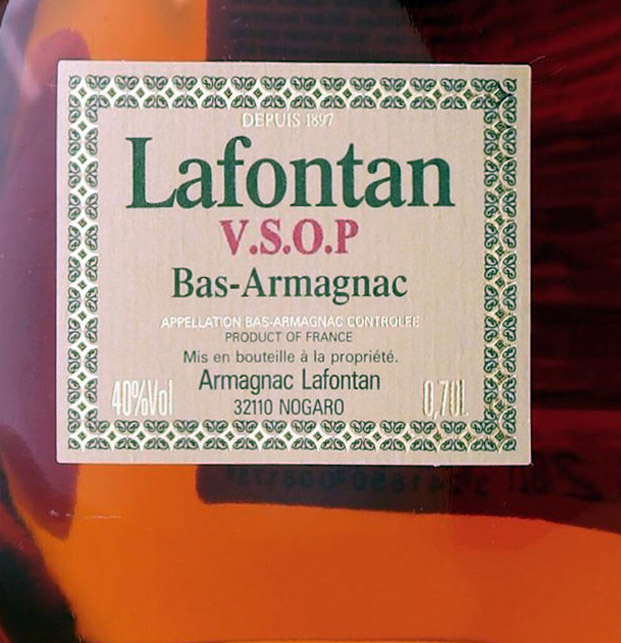 DEPUIS 1897
Lafontan
V.S.O.P
Bas-Armagnac
APPELLATION BAS-ARMAGNAC CONTROLEE
PRODUCT OF FRANCE
Mis en bouteille à la propriété.
Armagnac Lafontan
40%Vol 32110 NOGARO 0,70L